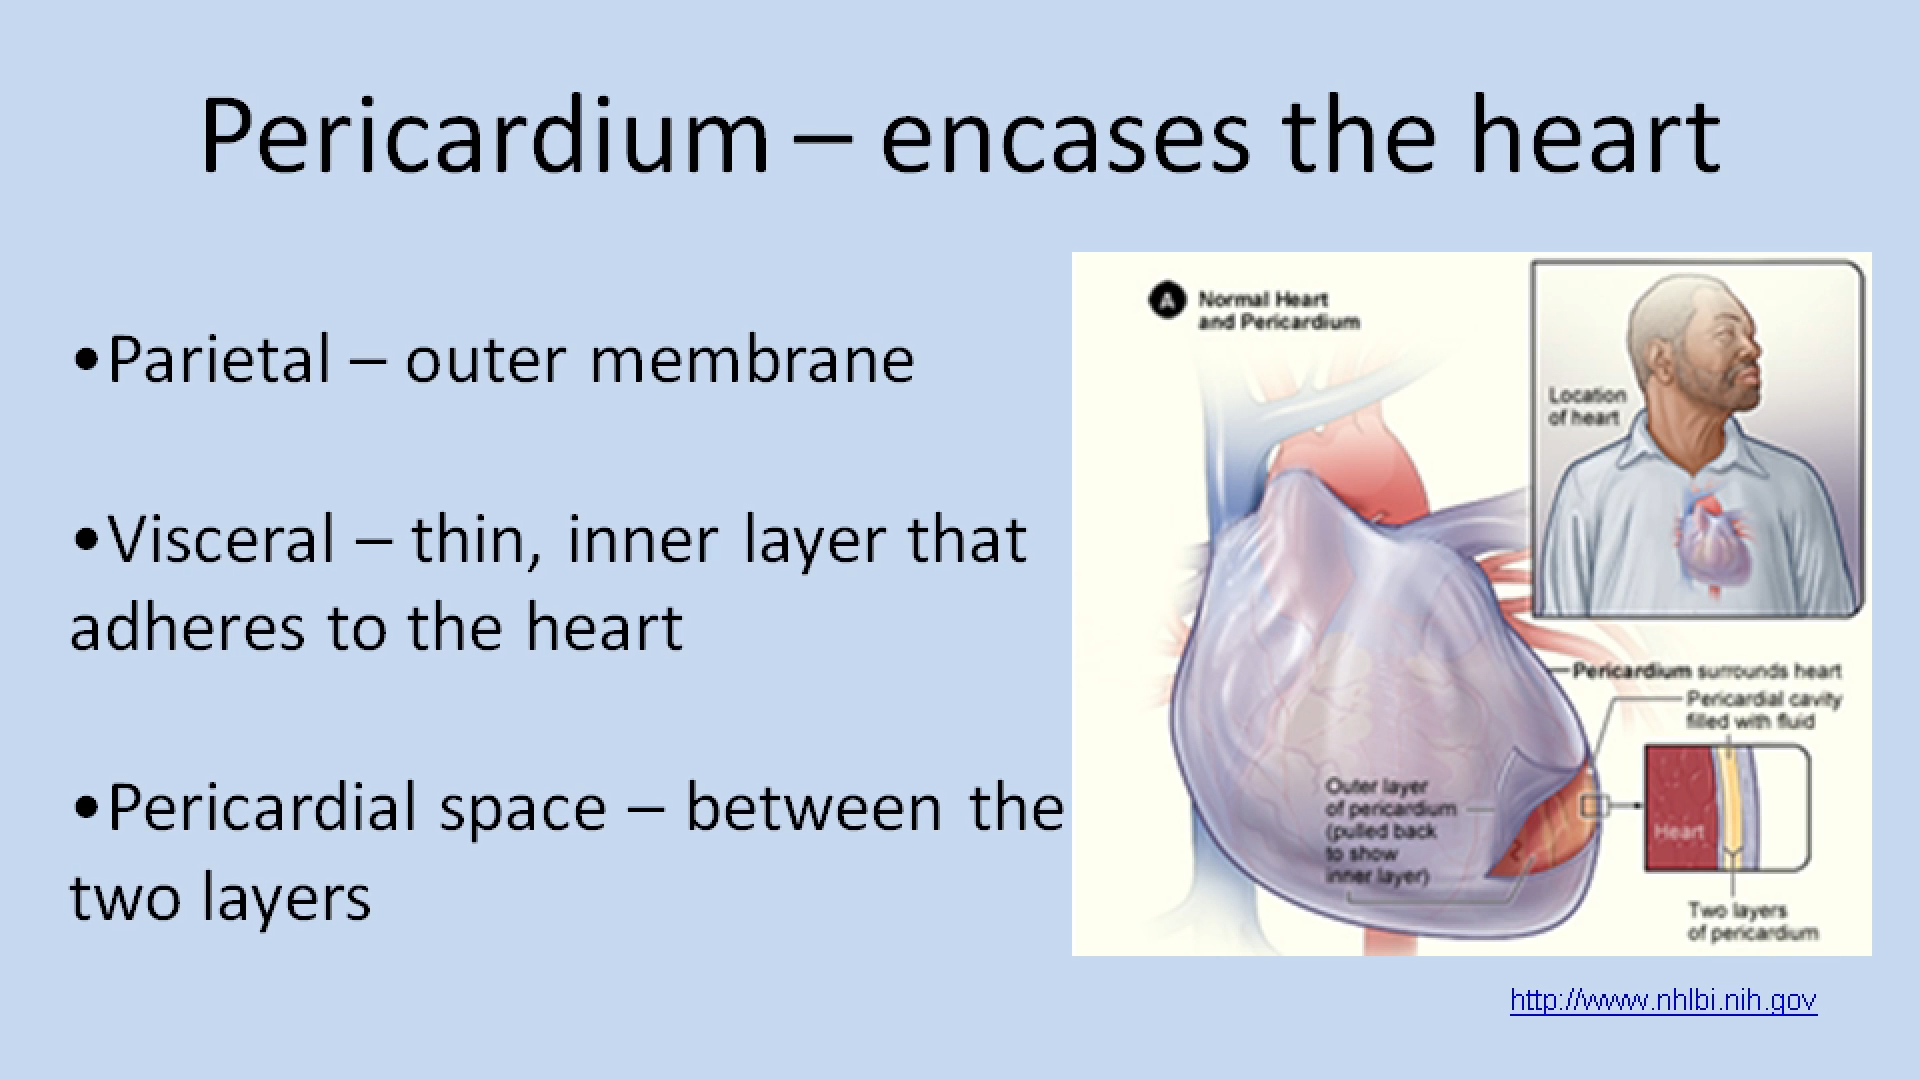 Pericardium – encases the heart
•Parietal – outer membrane
•Visceral – thin, inner layer that
adheres to the heart
•Pericardial space – between the
two layers
A Normal Heart
and Pericardium
Location
of heart
Pericardium surrounds heart
Pericardial cavity
filled with fluid
Outer layer
of pericardium
(pulled back
to show
inner layer)
Heart
Two layers
of pericardium
http://www.nhlbi.nih.gov